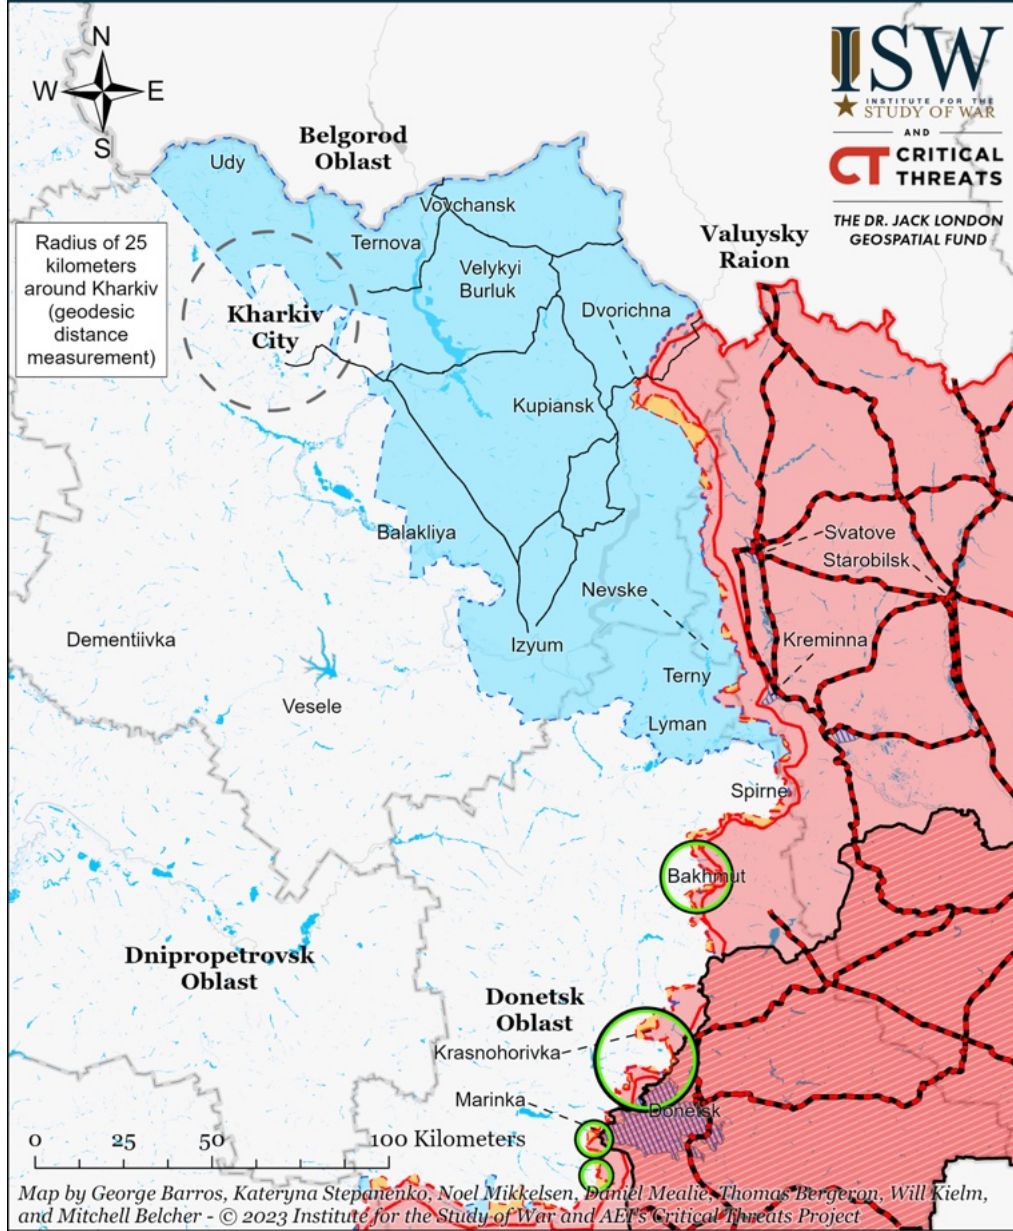 N
W E
S
ISW
INSTITUTE FOR THE
STUDY OF WAR
AND
CT CRITICAL
THREATS
THE DR. JACK LONDON
GEOSPATIAL FUND
Belgorod
Oblast
Udy
Vovchansk
Ternova
Valuysky
Raion
Radius of 25
kilometers
around Kharkiv
(geodesic
distance
measurement)
Velykyi
Burluk
Kharkiv
City
Dvorichna
Kupiansk
Balakliya
Svatove
Starobilsk
Nevske
Dementiivka
Izyum
Kreminna
Terny
Vesele
Lyman
Spirne
Bakhmut
Dnipropetrovsk
Oblast
Donetsk
Oblast
Krasnohorivka
Marinka
Donetsk
0 25 50 100 Kilometers
Map by George Barros, Kateryna Stepanenko, Noel Mikkelsen, Daniel Mealie, Thomas Bergeron, Will Kielm,
and Mitchell Belcher - © 2023 Institute for the Study of War and AEI's Critical Threats Project